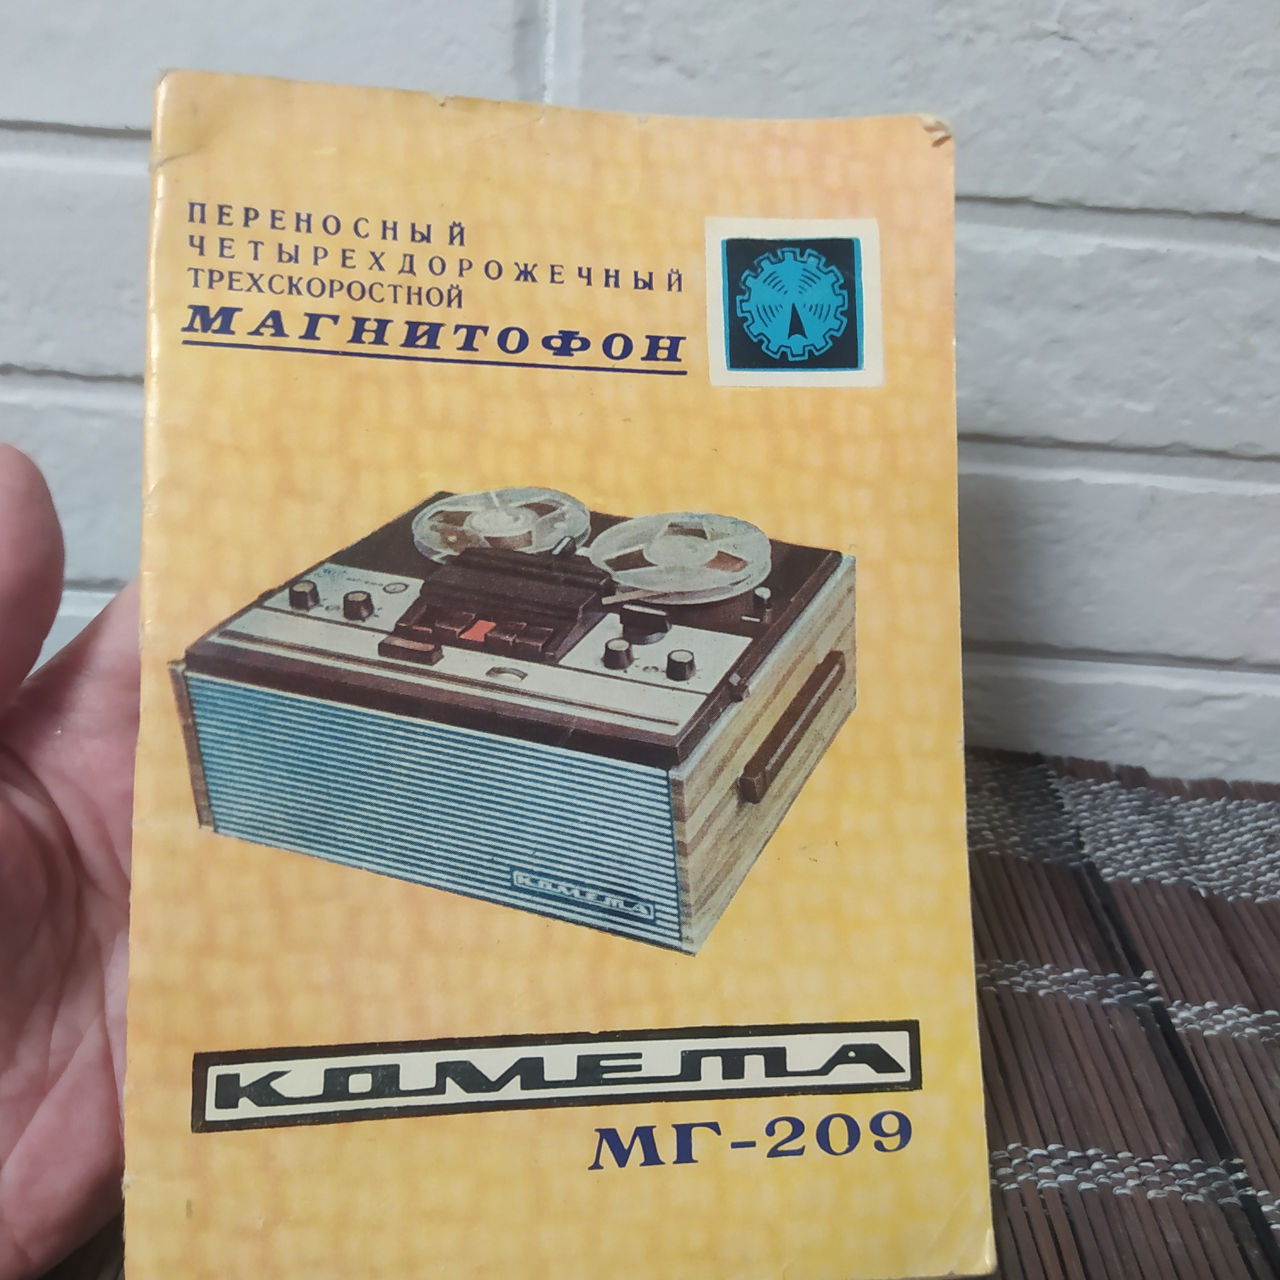 ПЕРЕНОСНЫЙ
ЧЕТЫРЕХДОРОЖЕЧНЫЙ
ТРЕХСКОРОСТНОЙ
МАГНИТОФОН
КОМЕТА
КОМЕТА
МГ-209